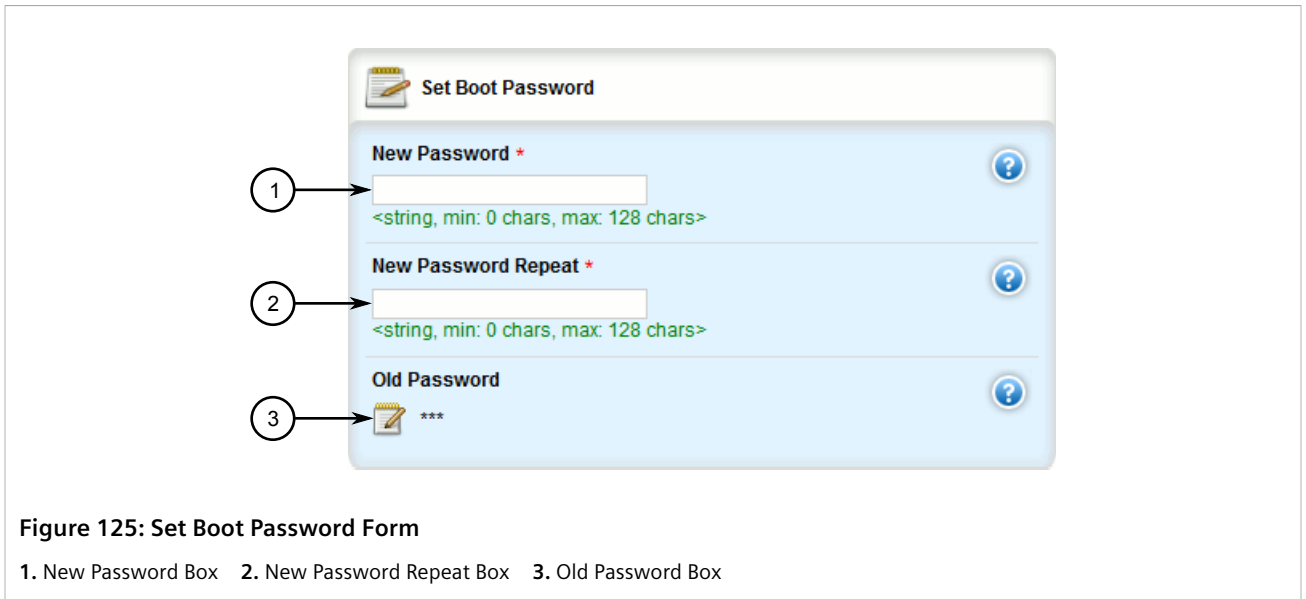 Set Boot Password
New Password *
1
<string, min: 0 chars, max: 128 chars>
New Password Repeat *
2
<string, min: 0 chars, max: 128 chars>
Old Password
3 ***
Figure 125: Set Boot Password Form
1. New Password Box 2. New Password Repeat Box 3. Old Password Box